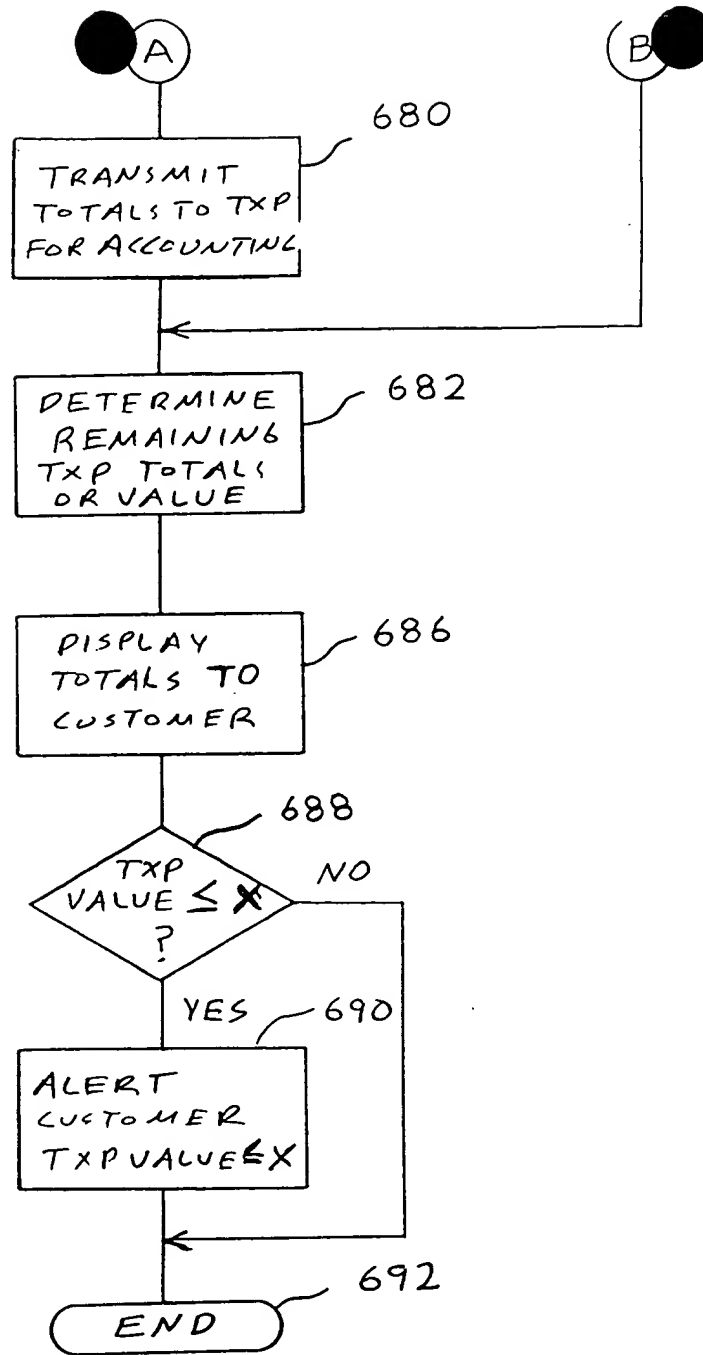 A
B
680
TRANSMIT
TOTALS TO TXP
FOR ACCOUNTING
682
DETERMINE
REMAINING
TXP TOTALS
OR VALUE
686
DISPLAY
TOTALS TO
CUSTOMER
688
TXP
VALUE ≤ X
?
NO
YES
690
ALERT
CUSTOMER
TXP VALUE ≤ X
692
END